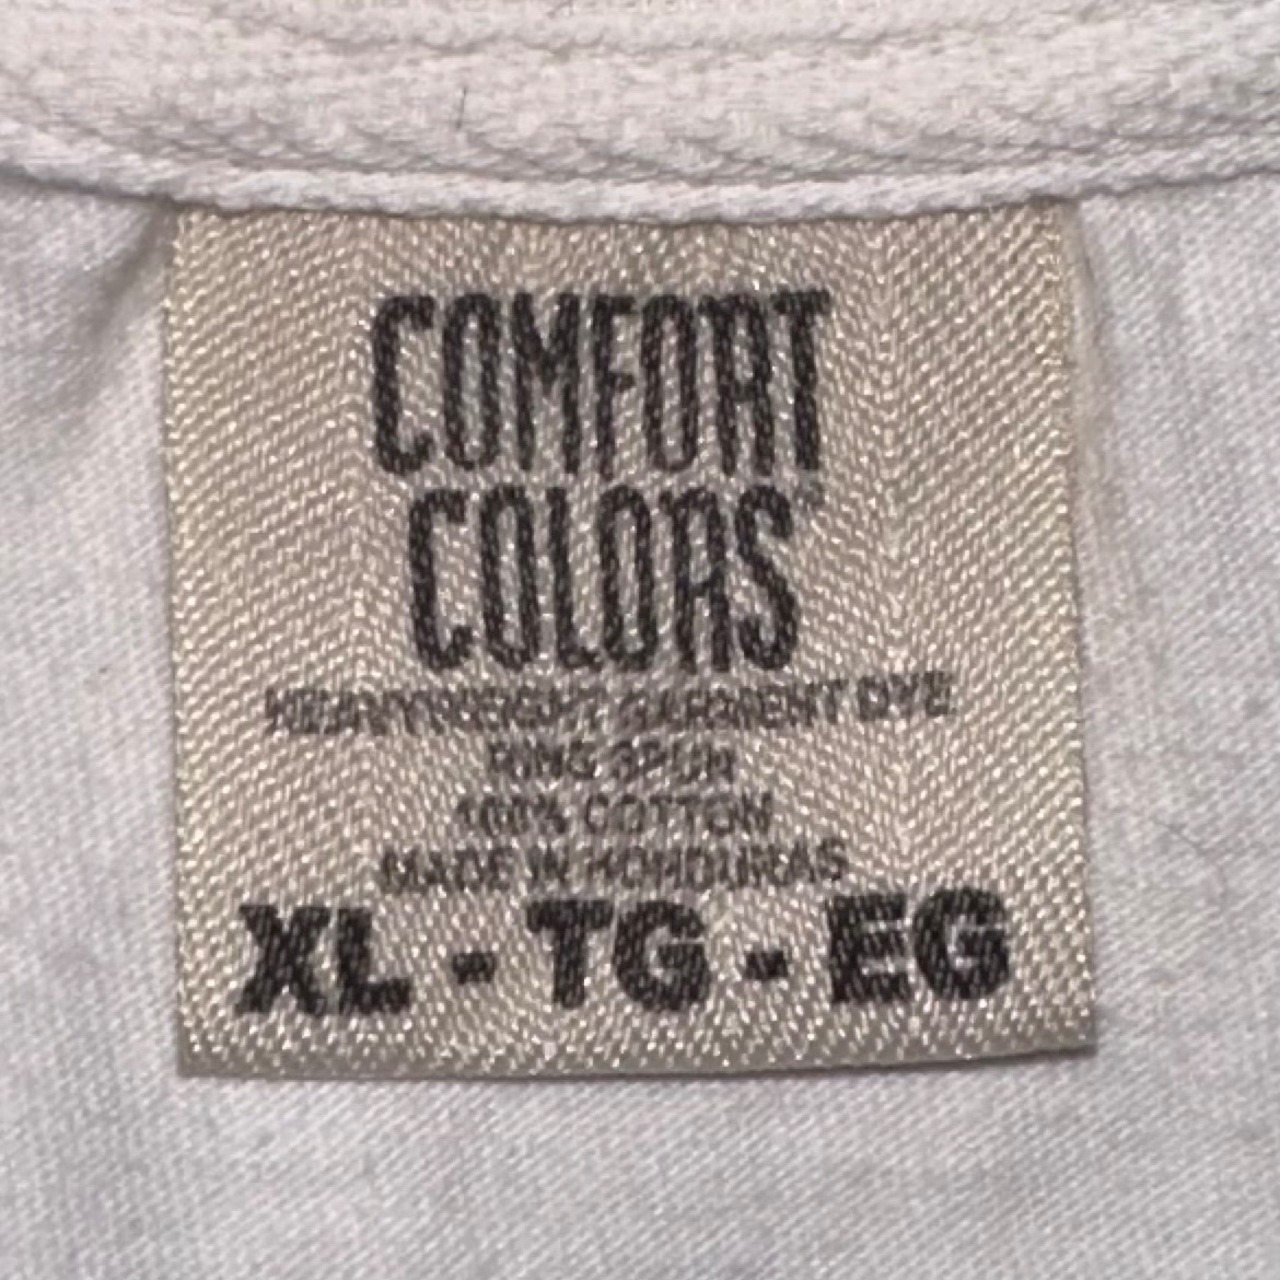 COMFORT
COLORS®
HEAVYWEIGHT GARMENT DYE
RING SPUN
100% COTTON
MADE IN HONDURAS
XL - TG - EG